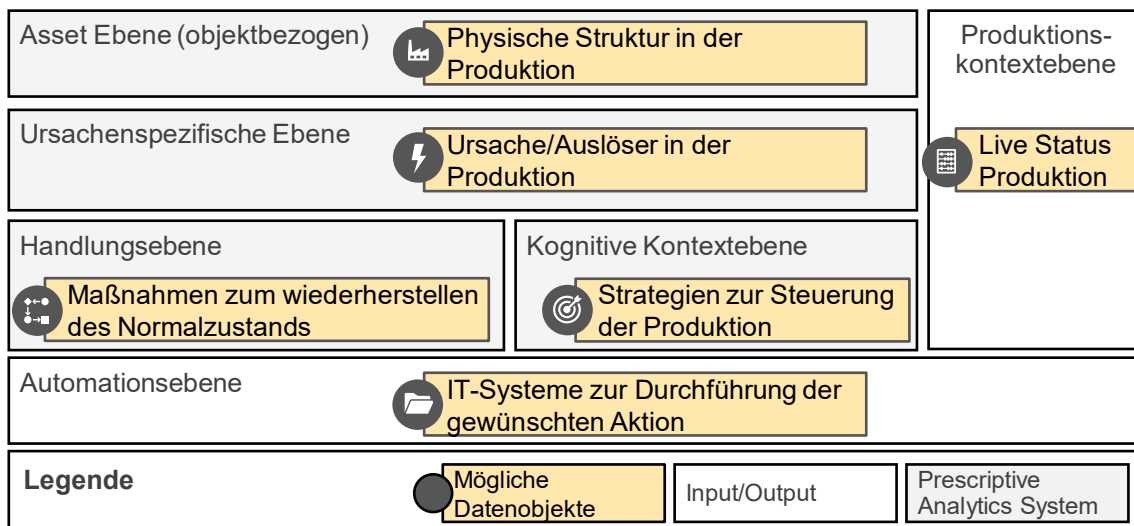 Asset Ebene (objektbezogen)
Physische Struktur in der
Produktion
Produktions-
kontextebene
Ursachenspezifische Ebene
Ursache/Auslöser in der
Produktion
Live Status
Produktion
Handlungsebene
Maßnahmen zum wiederherstellen
des Normalzustands
Kognitive Kontextebene
Strategien zur Steuerung
der Produktion
Automationsebene
IT-Systeme zur Durchführung der
gewünschten Aktion
Legende
Mögliche
Datenobjekte
Input/Output
Prescriptive
Analytics System